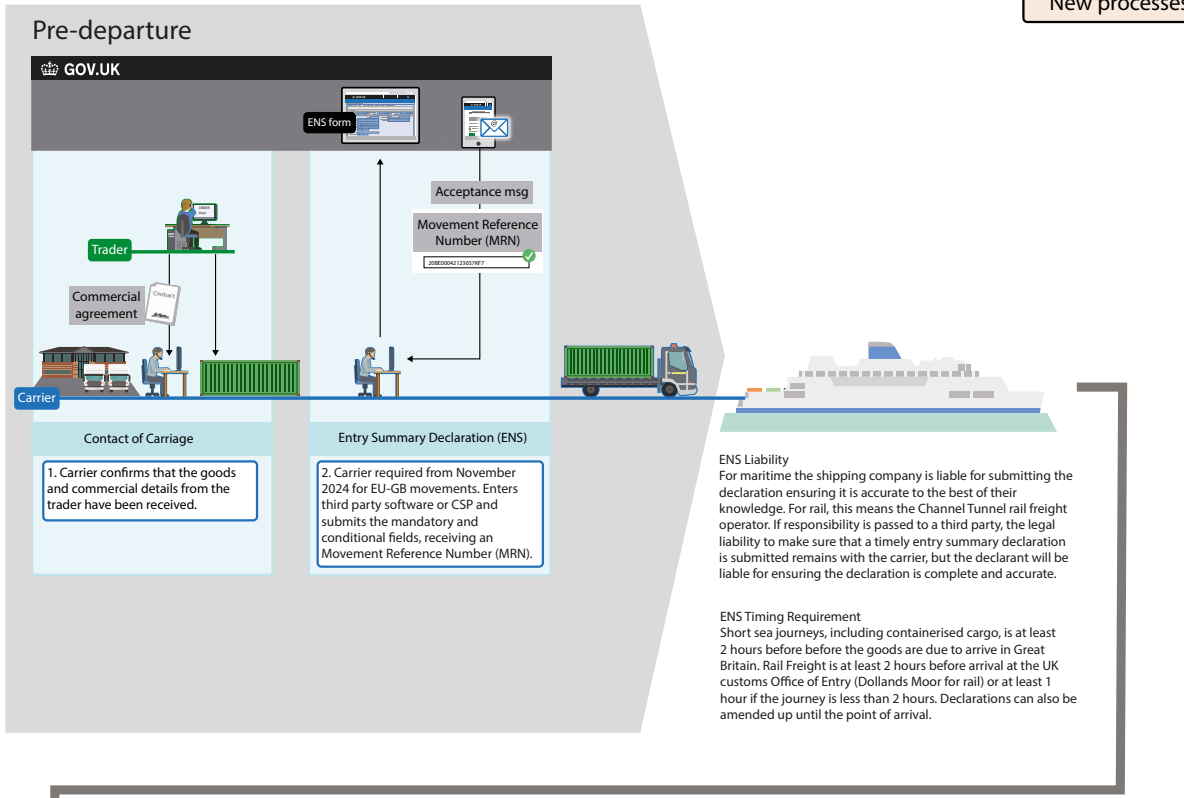 New processes
Pre-departure
GOV.UK
ENS form
Acceptance msg
Movement Reference
Number (MRN)
20BE00042123657KF7
Trader
Commercial
agreement
Contract
Carrier
Contact of Carriage
1. Carrier confirms that the goods
and commercial details from the
trader have been received.
Entry Summary Declaration (ENS)
2. Carrier required from November
2024 for EU-GB movements. Enters
third party software or CSP and
submits the mandatory and
conditional fields, receiving an
Movement Reference Number (MRN).
ENS Liability
For maritime the shipping company is liable for submitting the
declaration ensuring it is accurate to the best of their
knowledge. For rail, this means the Channel Tunnel rail freight
operator. If responsibility is passed to a third party, the legal
liability to make sure that a timely entry summary declaration
is submitted remains with the carrier, but the declarant will be
liable for ensuring the declaration is complete and accurate.
ENS Timing Requirement
Short sea journeys, including containerised cargo, is at least
2 hours before before the goods are due to arrive in Great
Britain. Rail Freight is at least 2 hours before arrival at the UK
customs Office of Entry (Dollands Moor for rail) or at least 1
hour if the journey is less than 2 hours. Declarations can also be
amended up until the point of arrival.